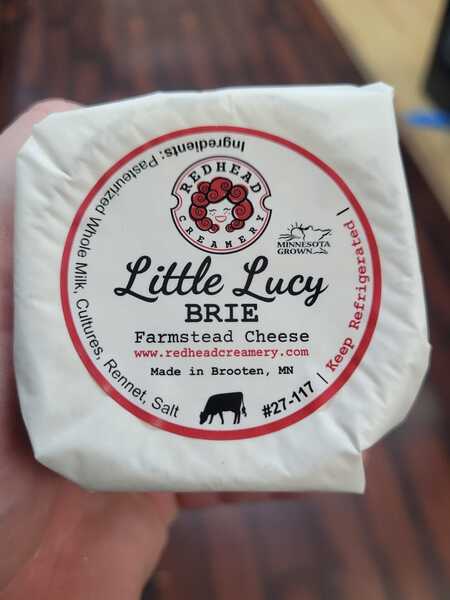 REDHEAD
CREAMERY
MINNESOTA
GROWN
Little Lucy
BRIE
Farmstead Cheese
www.redheadcreamery.com
Made in Brooten, MN
Ingredients: Pasteurized Whole Milk, Cultures, Rennet, Salt
#27-117 | Keep Refrigerated |